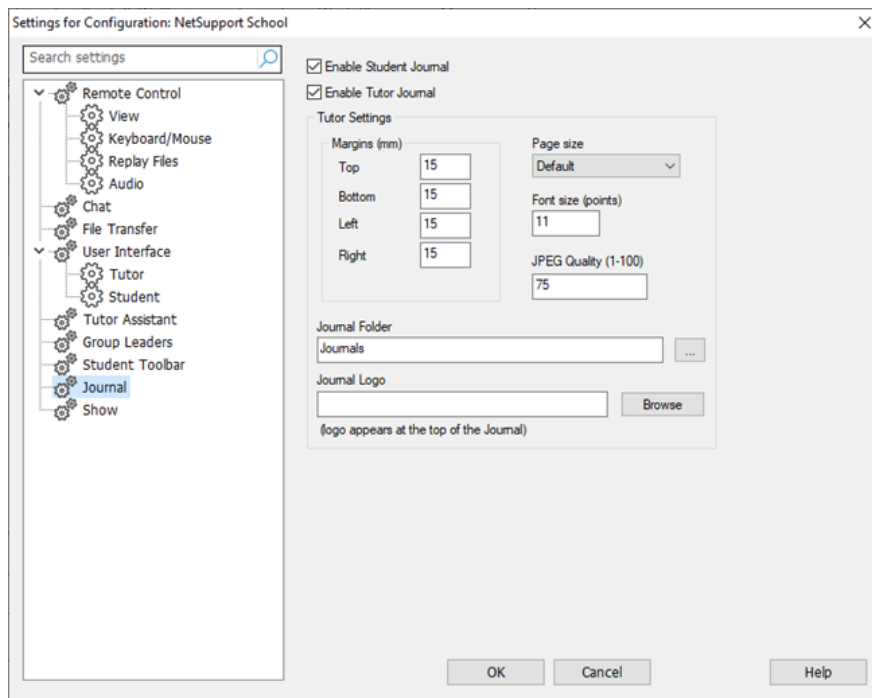 Settings for Configuration: NetSupport School
Search settings
Remote Control
View
Keyboard/Mouse
Replay Files
Audio
Chat
File Transfer
User Interface
Tutor
Student
Tutor Assistant
Group Leaders
Student Toolbar
Journal
Show
Enable Student Journal
Enable Tutor Journal
Tutor Settings
Margins (mm)
Top 15
Bottom 15
Left 15
Right 15
Page size
Default
Font size (points)
11
JPEG Quality (1-100)
75
Journal Folder
Journals ...
Journal Logo
Browse
(logo appears at the top of the Journal)
OK Cancel Help